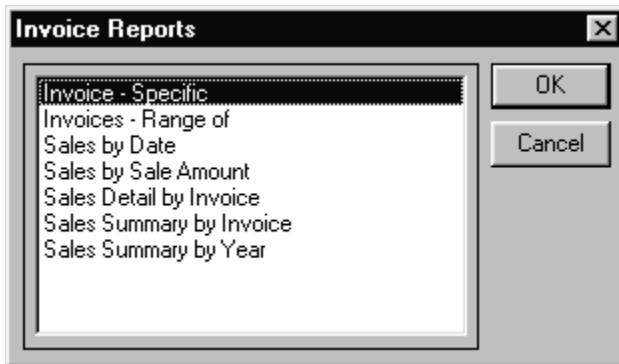 Invoice Reports
Invoice - Specific
Invoices - Range of
Sales by Date
Sales by Sale Amount
Sales Detail by Invoice
Sales Summary by Invoice
Sales Summary by Year
OK
Cancel